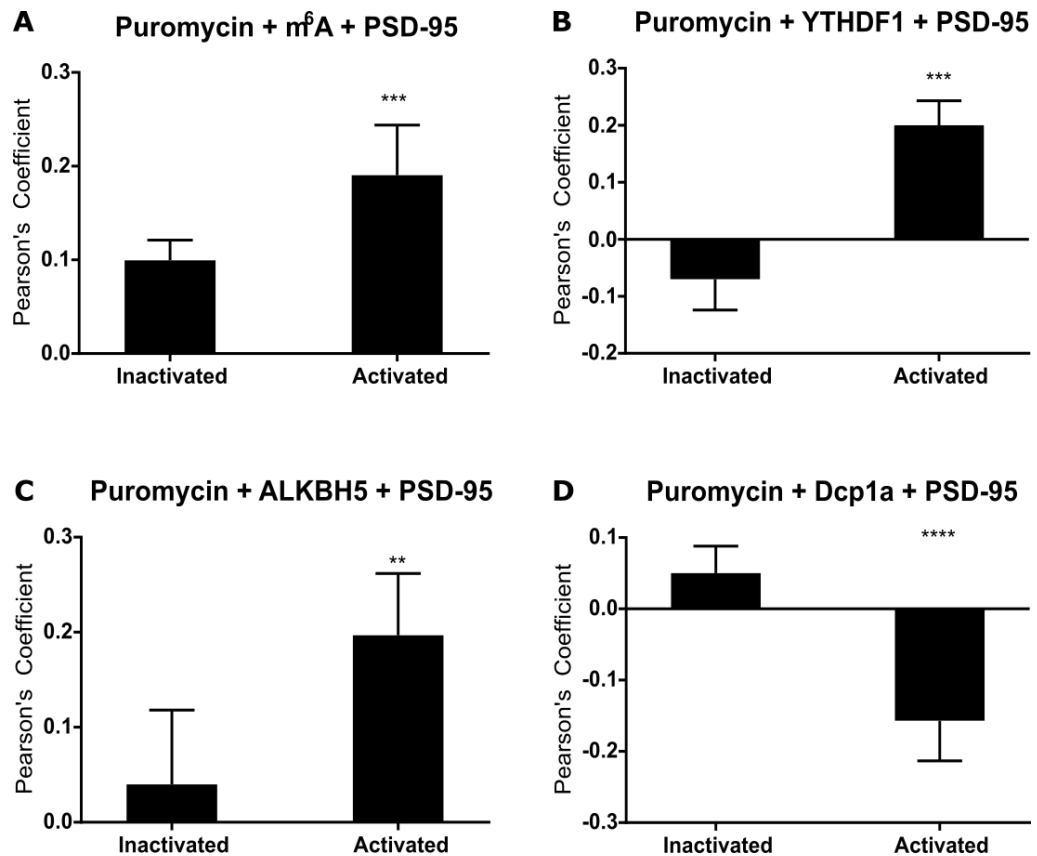 A
Puromycin + m⁶A + PSD-95
Pearson's Coefficient
0.3
0.2
0.1
0.0
***
Inactivated
Activated
B
Puromycin + YTHDF1 + PSD-95
Pearson's Coefficient
0.3
0.2
0.1
0.0
-0.1
-0.2
***
Inactivated
Activated
C
Puromycin + ALKBH5 + PSD-95
Pearson's Coefficient
0.3
0.2
0.1
0.0
**
Inactivated
Activated
D
Puromycin + Dcp1a + PSD-95
Pearson's Coefficient
0.1
0.0
-0.1
-0.2
-0.3
****
Inactivated
Activated